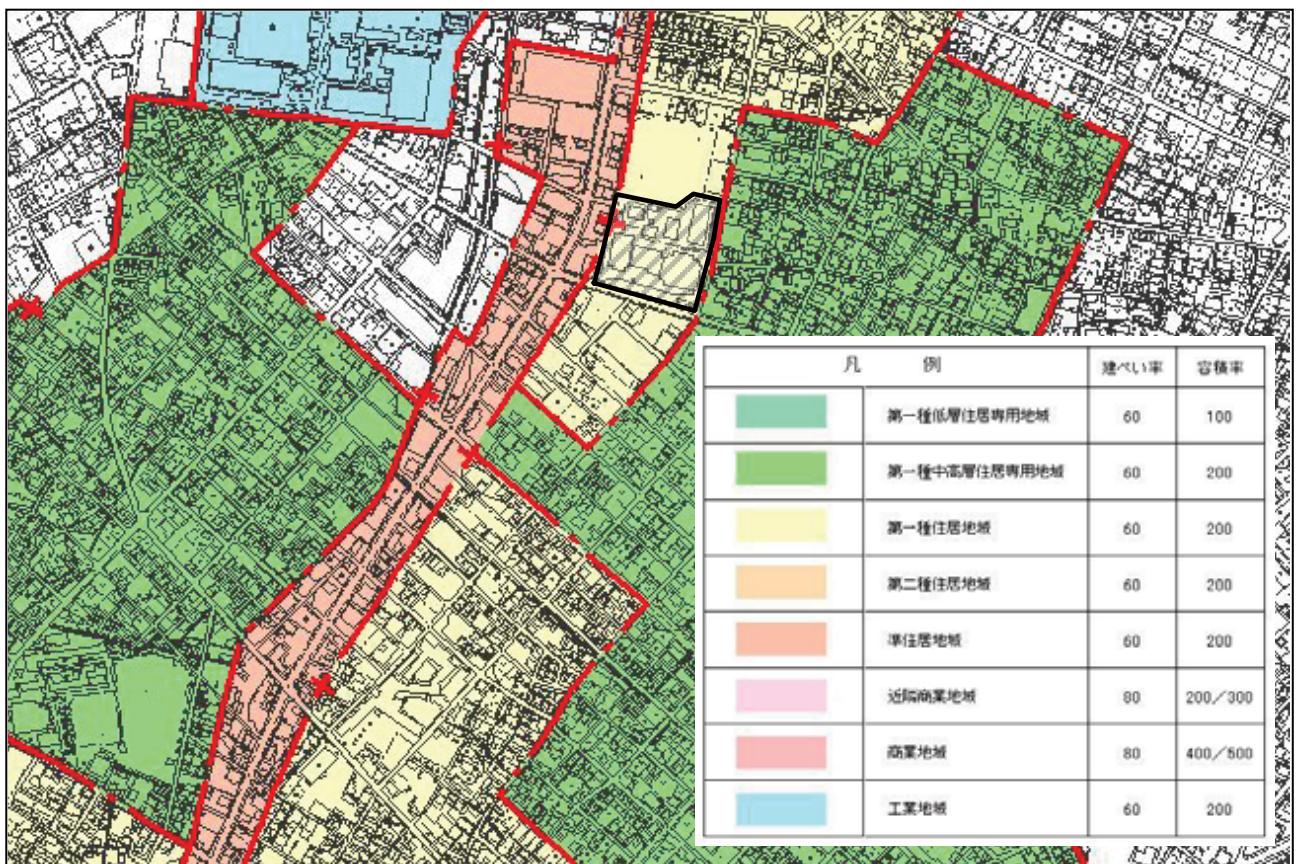 凡 例 建ぺい率 容積率
第一種低層住居専用地域 60 100
第一種中高層住居専用地域 60 200
第一種住居地域 60 200
第二種住居地域 60 200
準住居地域 60 200
近隣商業地域 80 200/300
商業地域 80 400/500
工業地域 60 200